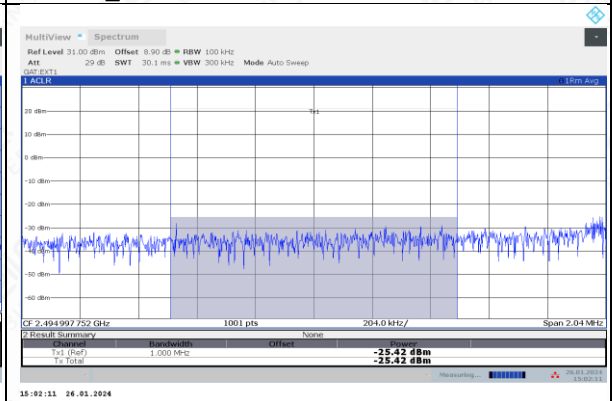 MultiView Spectrum
Ref Level 31.00 dBm Offset 8.90 dB RBW 100 kHz
Att 29 dB SWT 30.1 ms VBW 300 kHz Mode Auto Sweep
GAT:EXT1
1 ACLR 1Rm Avg
Tx1
20 dBm
10 dBm
0 dBm
-10 dBm
-20 dBm
-30 dBm
-50 dBm
-60 dBm
CF 2.494997752 GHz 1001 pts 204.0 kHz/ Span 2.04 MHz
2 Result Summary None
Channel Bandwidth Offset Power
Tx1 (Ref) 1.000 MHz -25.42 dBm
Tx Total -25.42 dBm
Measuring... 26.01.2024
15:02:11
15:02:11 26.01.2024